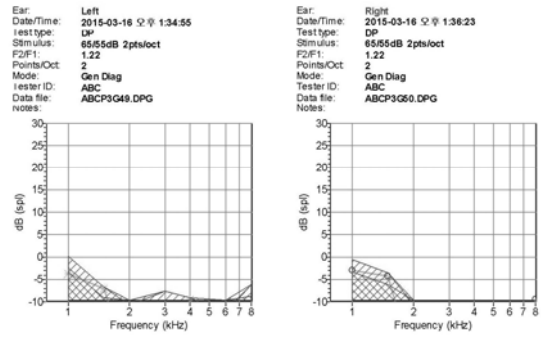 Ear: Left
Date/Time: 2015-03-16 오후 1:34:55
Test type: DP
Stimulus: 65/55dB 2pts/oct
F2/F1: 1.22
Points/Oct: 2
Mode: Gen Diag
Tester ID: ABC
Data file: ABCP3G49.DPG
Notes:
30
25
20
15
10
5
0
-5
-10
dB (spl)
1 2 3 4 5 6 7 8
Frequency (kHz)
Ear: Right
Date/Time: 2015-03-16 오후 1:36:23
Test type: DP
Stimulus: 65/55dB 2pts/oct
F2/F1: 1.22
Points/Oct: 2
Mode: Gen Diag
Tester ID: ABC
Data file: ABCP3G50.DPG
Notes:
30
25
20
15
10
5
0
-5
-10
dB (spl)
1 2 3 4 5 6 7 8
Frequency (kHz)